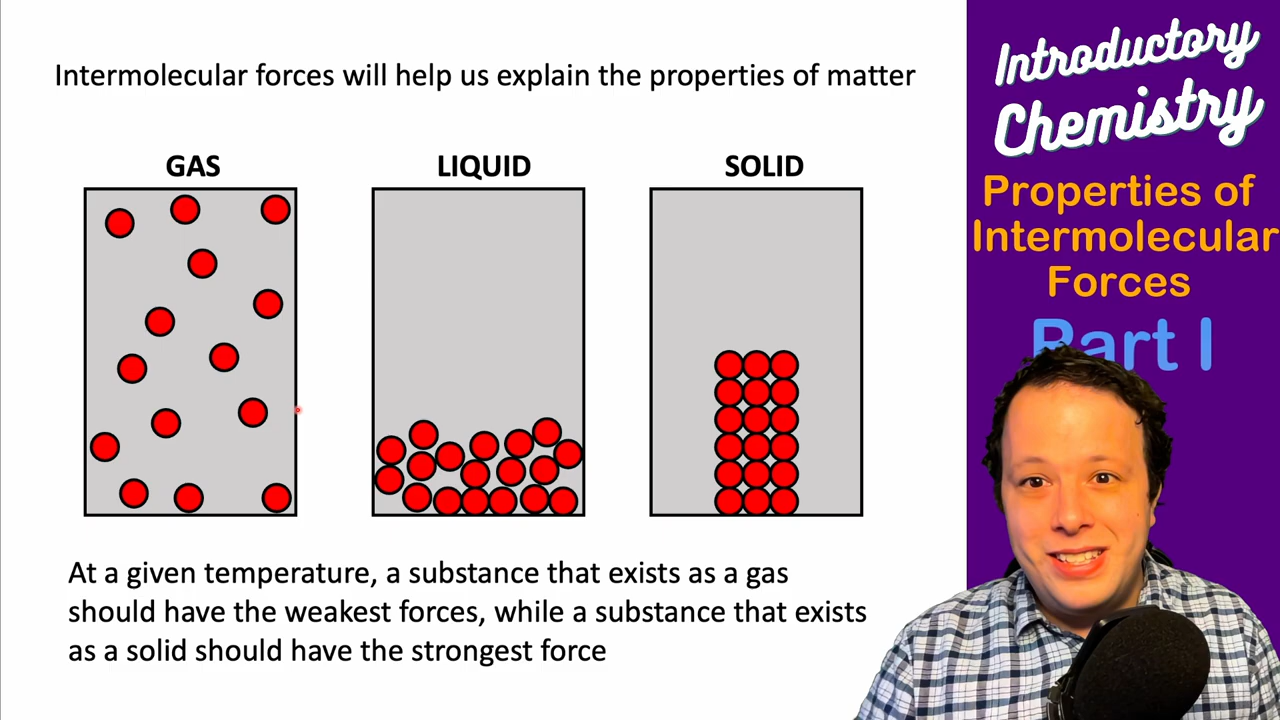 Intermolecular forces will help us explain the properties of matter
GAS
LIQUID
SOLID
At a given temperature, a substance that exists as a gas
should have the weakest forces, while a substance that exists
as a solid should have the strongest force
Introductory
Chemistry
Properties of
Intermolecular
Forces
Part I